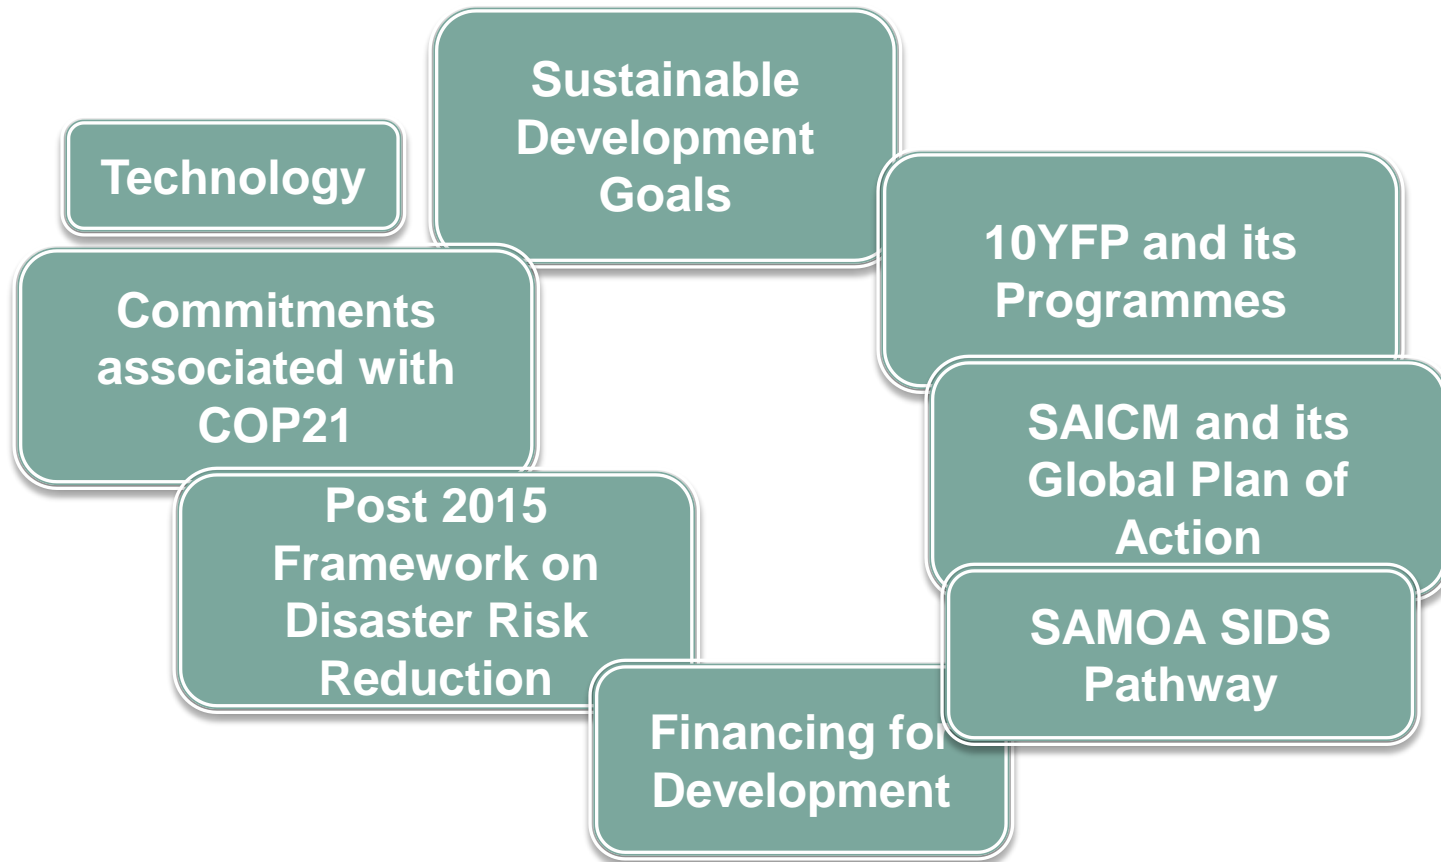 Sustainable
Development
Goals
Technology
10YFP and its
Programmes
Commitments
associated with
COP21
SAICM and its
Global Plan of
Action
Post 2015
Framework on
Disaster Risk
Reduction
SAMOA SIDS
Pathway
Financing for
Development